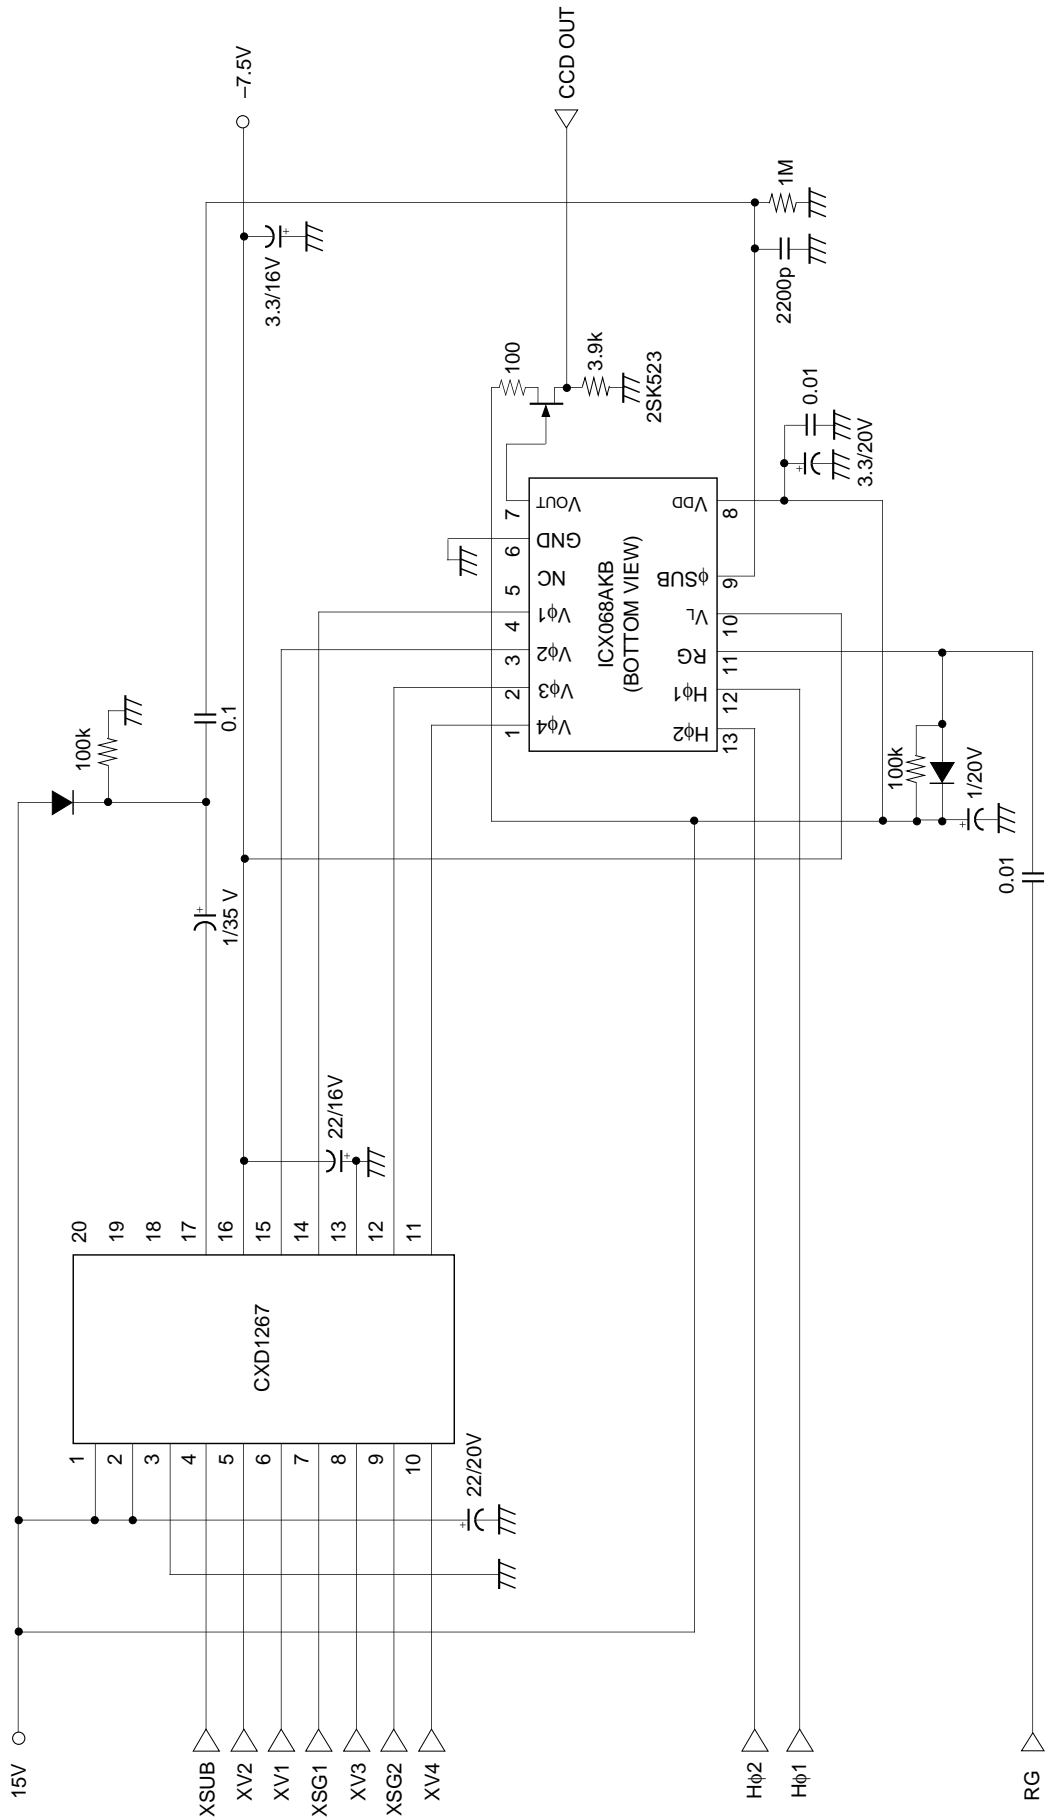 15V
XSUB
XV2
XV1
XSG1
XV3
XSG2
XV4
Hφ2
Hφ1
RG
1
2
3
4
5
6
7
8
9
10
22/20V
+
CXD1267
20
19
18
17
16
15
14
13
12
11
22/16V
+
1/35 V
+
100k
0.1
–7.5V
3.3/16V
+
CCD OUT
100
3.9k
2SK523
1M
2200p
0.01
3.3/20V
+
ICX068AKB
(BOTTOM VIEW)
1
2
3
4
5
6
7
Vφ4
Vφ3
Vφ2
Vφ1
NC
GND
VOUT
Hφ2
Hφ1
RG
VL
φSUB
VDD
13
12
11
10
9
8
100k
1/20V
+
0.01